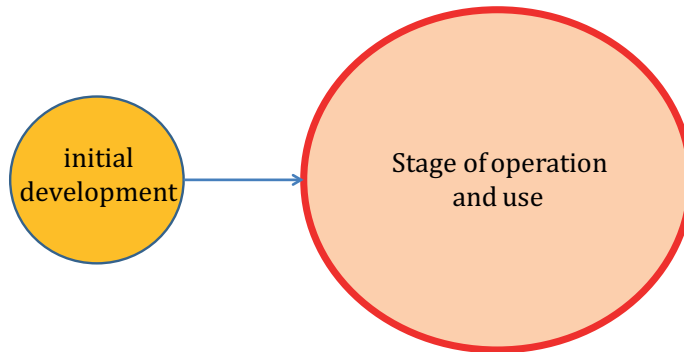 initial
development
Stage of operation
and use